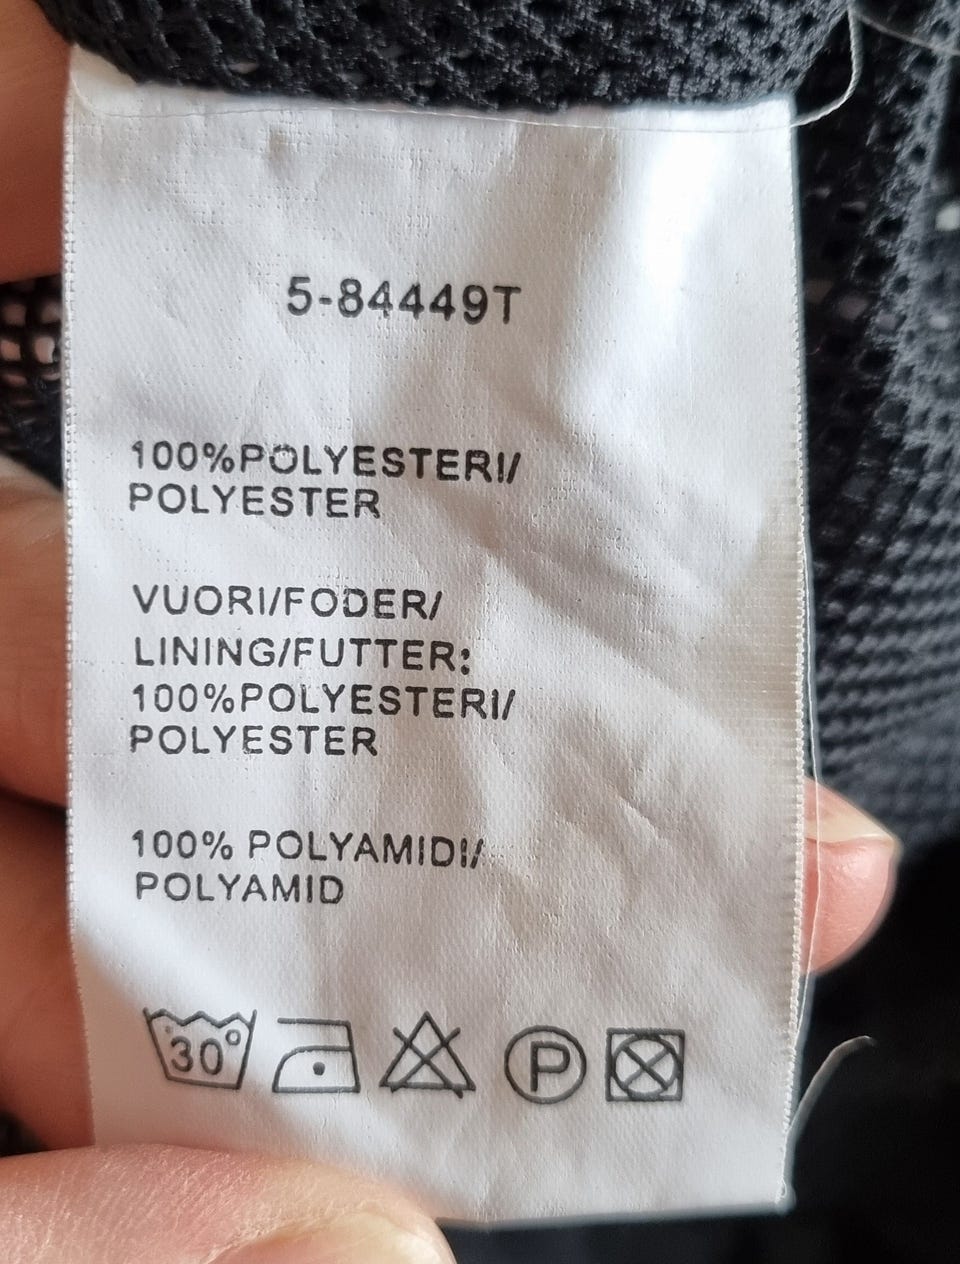 5-84449T
100%POLYESTERI/
POLYESTER
VUORI/FODER/
LINING/FUTTER:
100%POLYESTERI/
POLYESTER
100% POLYAMIDI/
POLYAMID
30° P